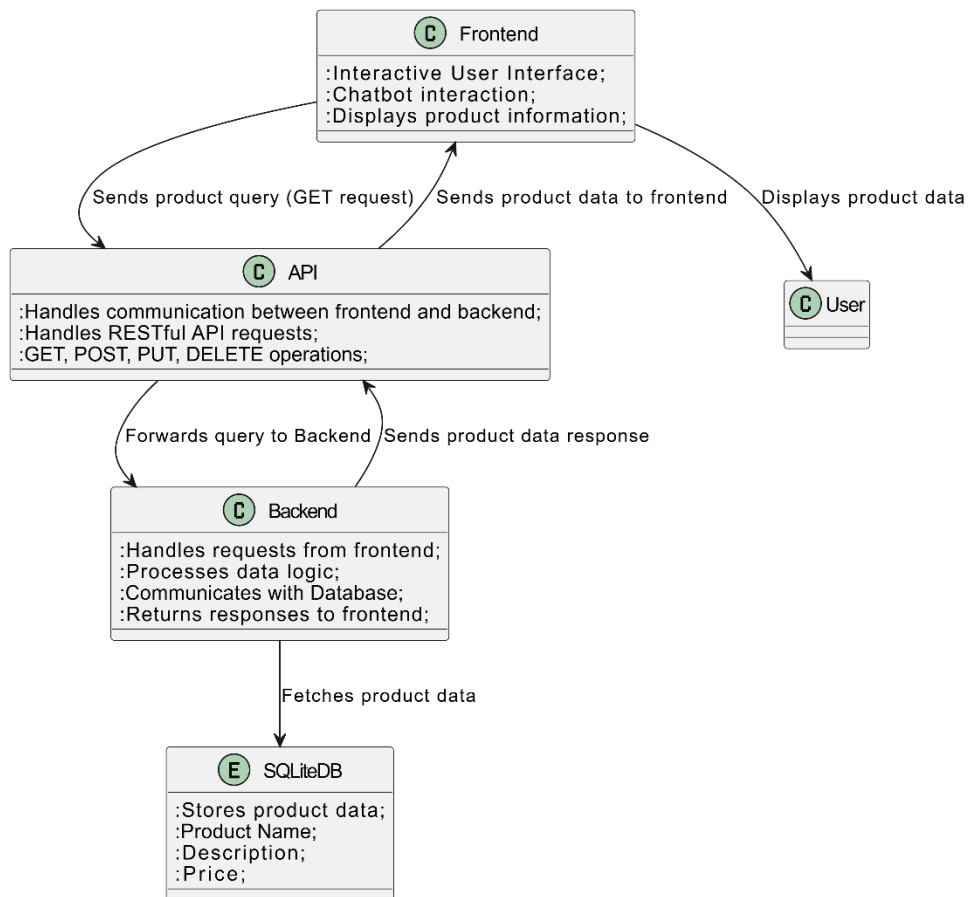 C Frontend
:Interactive User Interface;
:Chatbot interaction;
:Displays product information;
Sends product query (GET request)
Sends product data to frontend
Displays product data
C API
:Handles communication between frontend and backend;
:Handles RESTful API requests;
:GET, POST, PUT, DELETE operations;
C User
Forwards query to Backend
Sends product data response
C Backend
:Handles requests from frontend;
:Processes data logic;
:Communicates with Database;
:Returns responses to frontend;
Fetches product data
E SQLiteDB
:Stores product data;
:Product Name;
:Description;
:Price;